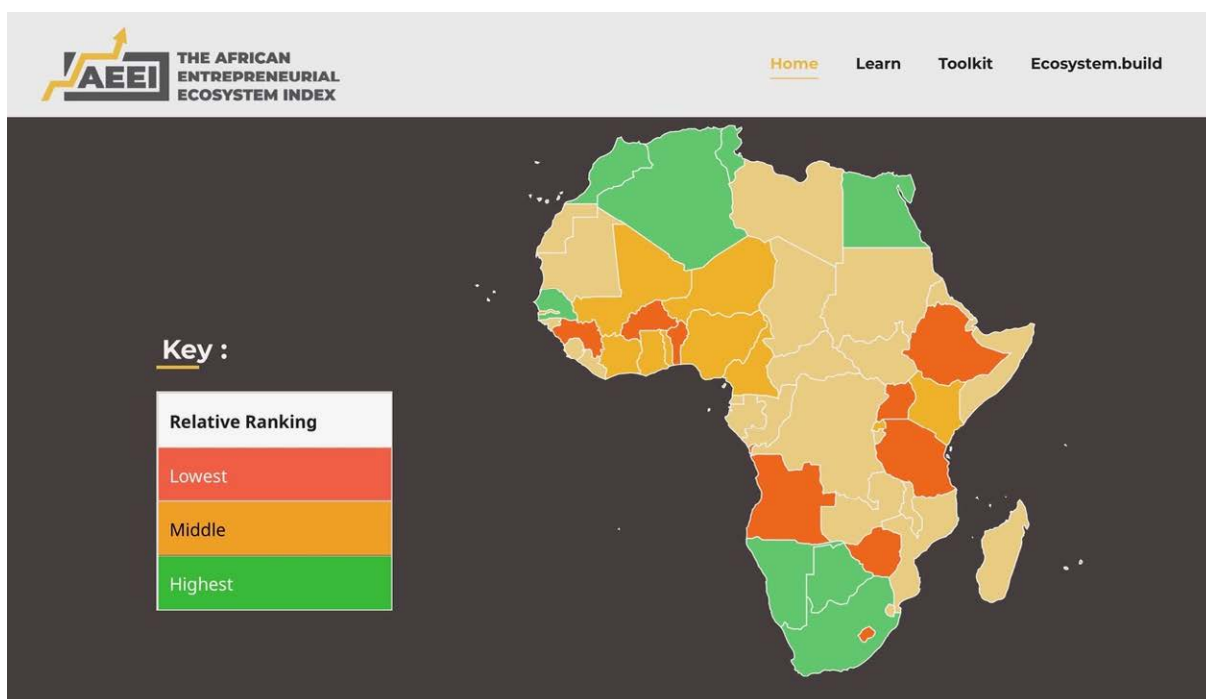 AEEI
THE AFRICAN
ENTREPRENEURIAL
ECOSYSTEM INDEX
Home Learn Toolkit Ecosystem.build
Key :
Relative Ranking
Lowest
Middle
Highest